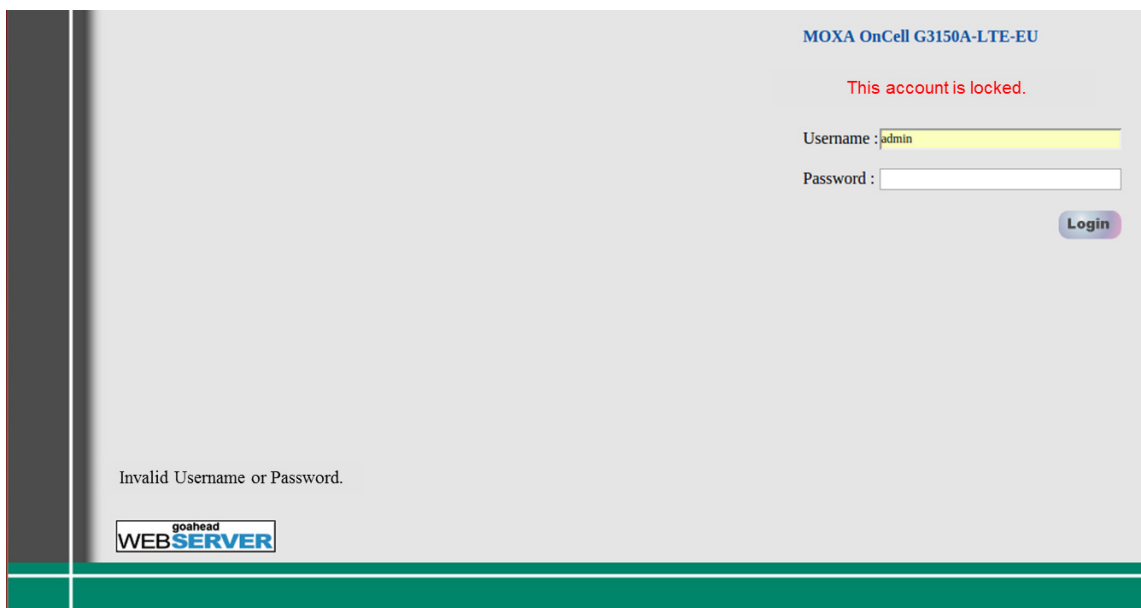 MOXA OnCell G3150A-LTE-EU
This account is locked.
Username : admin
Password :
Login
Invalid Username or Password.
goahead
WEBSERVER